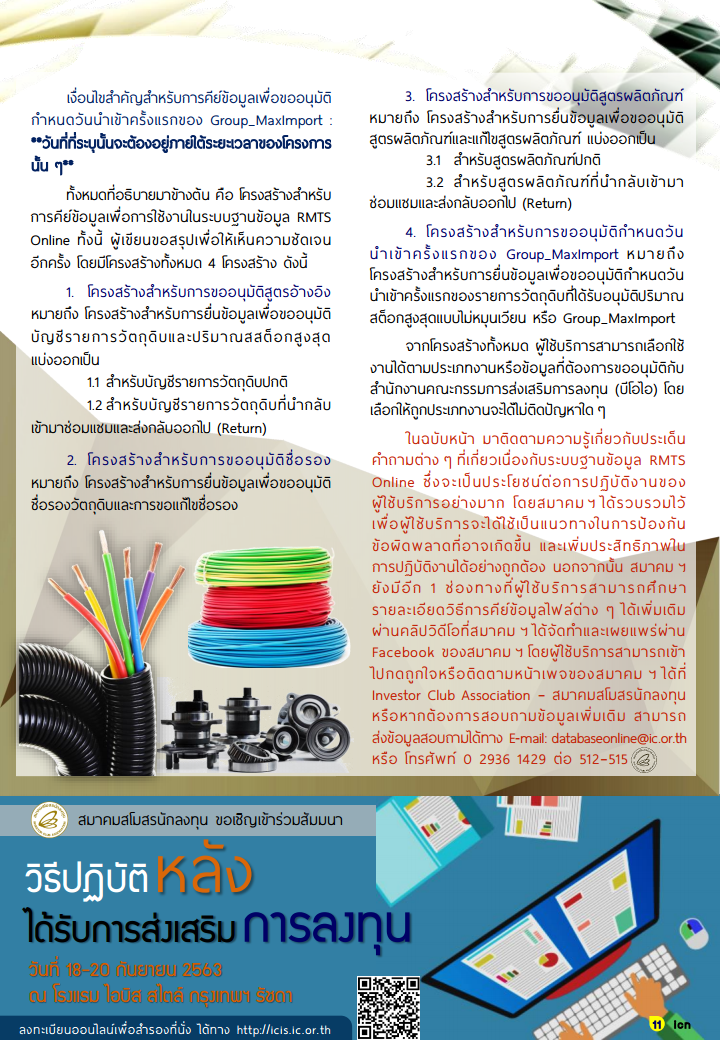 เงื่อนไขสำคัญสำหรับการคีย์ข้อมูลเพื่อขออนุมัติ
กำหนดวันนำเข้าครั้งแรกของ Group_MaxImport :
**วันที่ที่ระบุนั้นจะต้องอยู่ภายใต้ระยะเวลาของโครงการ
นั้น ๆ**
ทั้งหมดที่อธิบายมาข้างต้น คือ โครงสร้างสำหรับ
การคีย์ข้อมูลเพื่อการใช้งานในระบบฐานข้อมูล RMTS
Online ทั้งนี้ ผู้เขียนขอสรุปเพื่อให้เห็นความชัดเจน
อีกครั้ง โดยมีโครงสร้างทั้งหมด 4 โครงสร้าง ดังนี้
1. โครงสร้างสำหรับการขออนุมัติสูตรอ้างอิง
หมายถึง โครงสร้างสำหรับการยื่นข้อมูลเพื่อขออนุมัติ
บัญชีรายการวัตถุดิบและปริมาณสต็อกสูงสุด
แบ่งออกเป็น
1.1 สำหรับบัญชีรายการวัตถุดิบปกติ
1.2 สำหรับบัญชีรายการวัตถุดิบที่นำกลับ
เข้ามาซ่อมแซมและส่งกลับออกไป (Return)
2. โครงสร้างสำหรับการขออนุมัติชื่อรอง
หมายถึง โครงสร้างสำหรับการยื่นข้อมูลเพื่อขออนุมัติ
ชื่อรองวัตถุดิบและการขอแก้ไขชื่อรอง
3. โครงสร้างสำหรับการขออนุมัติสูตรผลิตภัณฑ์
หมายถึง โครงสร้างสำหรับการยื่นข้อมูลเพื่อขออนุมัติ
สูตรผลิตภัณฑ์และแก้ไขสูตรผลิตภัณฑ์ แบ่งออกเป็น
3.1 สำหรับสูตรผลิตภัณฑ์ปกติ
3.2 สำหรับสูตรผลิตภัณฑ์ที่นำกลับเข้ามา
ซ่อมแซมและส่งกลับออกไป (Return)
4. โครงสร้างสำหรับการขออนุมัติกำหนดวัน
นำเข้าครั้งแรกของ Group_MaxImport หมายถึง
โครงสร้างสำหรับการยื่นข้อมูลเพื่อขออนุมัติกำหนดวัน
นำเข้าครั้งแรกของรายการวัตถุดิบที่ได้รับอนุมัติปริมาณ
สต็อกสูงสุดแบบไม่หมุนเวียน หรือ Group_MaxImport
จากโครงสร้างทั้งหมด ผู้ใช้บริการสามารถเลือกใช้
งานได้ตามประเภทงานหรือข้อมูลที่ต้องการขออนุมัติกับ
สำนักงานคณะกรรมการส่งเสริมการลงทุน (บีโอไอ) โดย
เลือกให้ถูกประเภทงานจะได้ไม่ติดปัญหาใด ๆ
ในฉบับหน้า มาติดตามความรู้เกี่ยวกับประเด็น
คำถามต่าง ๆ ที่เกี่ยวเนื่องกับระบบฐานข้อมูล RMTS
Online ซึ่งจะเป็นประโยชน์ต่อการปฏิบัติงานของ
ผู้ใช้บริการอย่างมาก โดยสมาคม ฯ ได้รวบรวมไว้
เพื่อผู้ใช้บริการจะได้ใช้เป็นแนวทางในการป้องกัน
ข้อผิดพลาดที่อาจเกิดขึ้น และเพิ่มประสิทธิภาพใน
การปฏิบัติงานได้อย่างถูกต้อง นอกจากนั้น สมาคม ฯ
ยังมีอีก 1 ช่องทางที่ผู้ใช้บริการสามารถศึกษา
รายละเอียดวิธีการคีย์ข้อมูลไฟล์ต่าง ๆ ได้เพิ่มเติม
ผ่านคลิปวิดีโอที่สมาคม ฯ ได้จัดทำและเผยแพร่ผ่าน
Facebook ของสมาคม ฯ โดยผู้ใช้บริการสามารถเข้า
ไปกดถูกใจหรือติดตามหน้าเพจของสมาคม ฯ ได้ที่
Investor Club Association – สมาคมสโมสรนักลงทุน
หรือหากต้องการสอบถามข้อมูลเพิ่มเติม สามารถ
ส่งข้อมูลสอบถามได้ทาง E-mail: databaseonline@ic.or.th
หรือ โทรศัพท์ 0 2936 1429 ต่อ 512-515
สมาคมสโมสรนักลงทุน ขอเชิญเข้าร่วมสัมมนา
วิธีปฏิบัติ หลัง
ได้รับการส่งเสริม การลงทุน
วันที่ 18-20 กันยายน 2563
ณ โรงแรม ไอบิส สไตล์ กรุงเทพฯ รัชดา
ลงทะเบียนออนไลน์เพื่อสำรองที่นั่ง ได้ทาง http://icis.ic.or.th
11 Icn